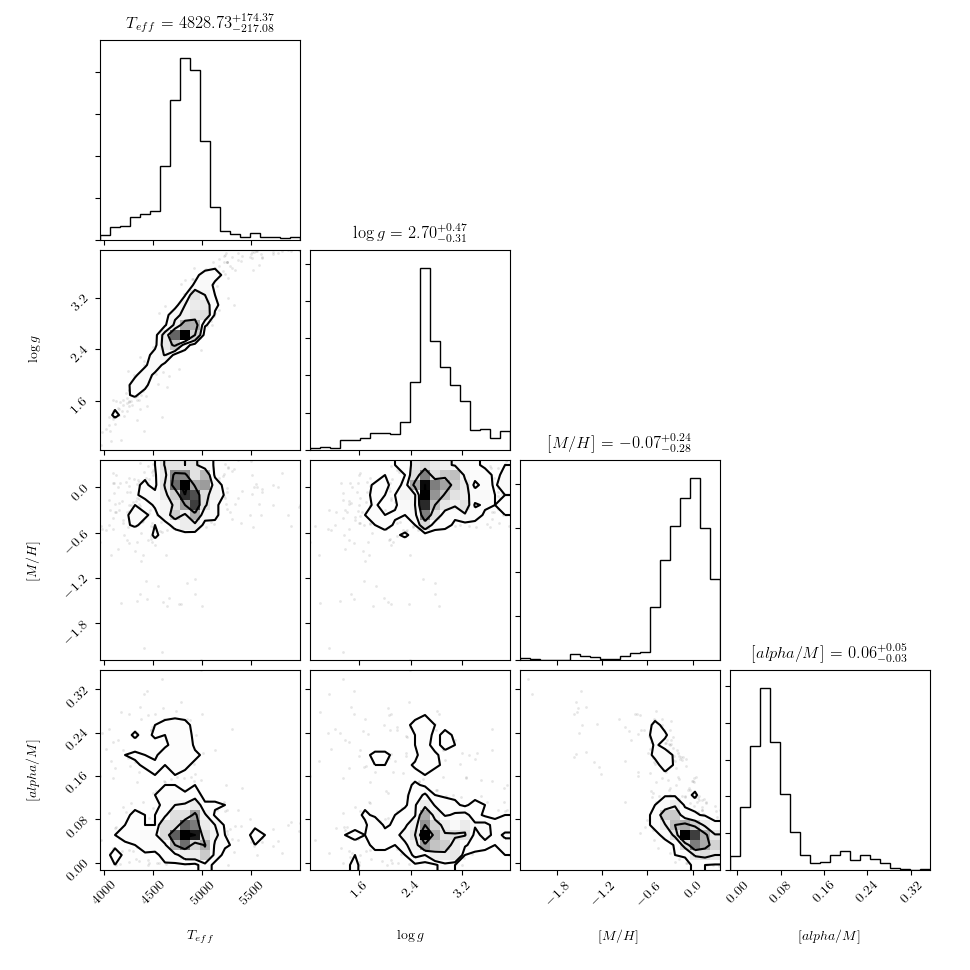 T_eff = 4828.73 +174.37 −217.08
log g = 2.70 +0.47 −0.31
3.2
2.4
1.6
log g
[M/H] = −0.07 +0.24 −0.28
0.0
−0.6
−1.2
−1.8
[M/H]
[alpha/M] = 0.06 +0.05 −0.03
0.32
0.24
0.16
0.08
0.00
[alpha/M]
4000 4500 5000 5500 1.6 2.4 3.2 −1.8 −1.2 −0.6 0.0 0.00 0.08 0.16 0.24 0.32
T_eff log g [M/H] [alpha/M]